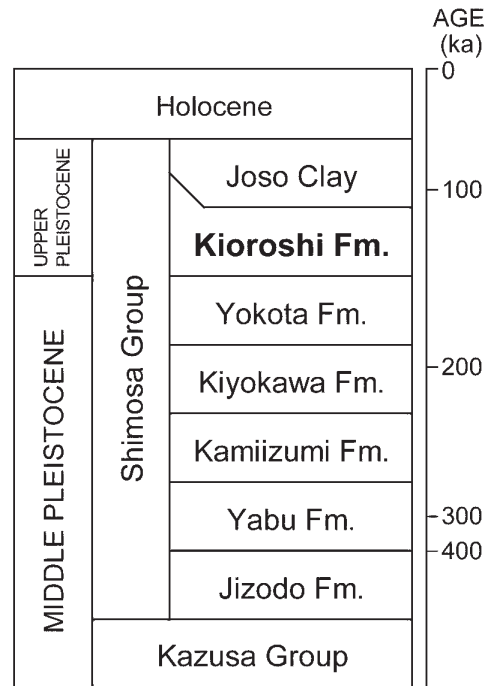 AGE
(ka)
0
Holocene
UPPER
PLEISTOCENE
Shimosa Group
Joso Clay
100
Kioroshi Fm.
MIDDLE PLEISTOCENE
Yokota Fm.
Kiyokawa Fm.
200
Kamiizumi Fm.
Yabu Fm.
300
400
Jizodo Fm.
Kazusa Group